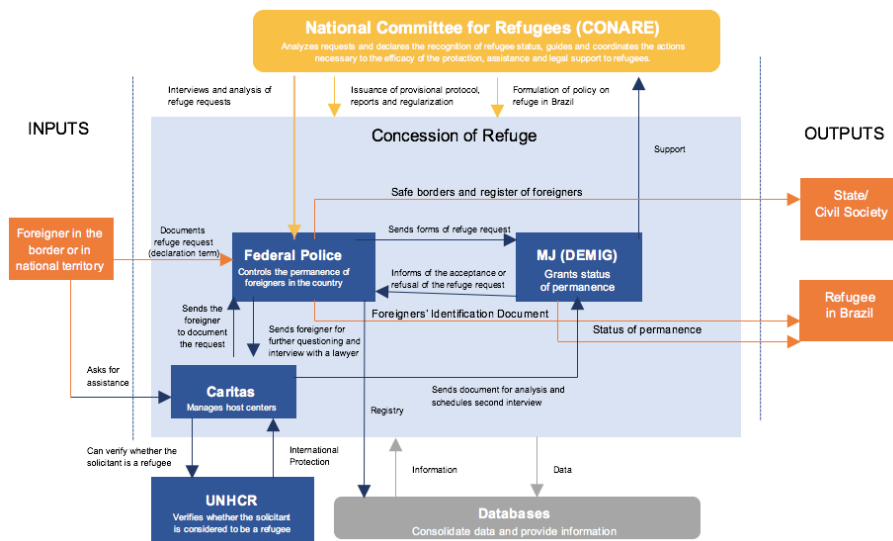 National Committee for Refugees (CONARE)
Analyzes requests and declares the recognition of refugee status, guides and coordinates the actions
necessary to the efficacy of the protection, assistance and legal support to refugees.
Interviews and analysis of
refuge requests
Issuance of provisional protocol,
reports and regularization
Formulation of policy on
refuge in Brazil
INPUTS
Concession of Refuge
OUTPUTS
Support
Safe borders and register of foreigners
State/
Civil Society
Foreigner in the
border or in
national territory
Documents
refuge request
(declaration term)
Federal Police
Controls the permanence of
foreigners in the country
Sends forms of refuge request
MJ (DEMIG)
Grants status
of permanence
Informs of the acceptance or
refusal of the refuge request
Refugee
in Brazil
Foreigners' Identification Document
Status of permanence
Sends the
foreigner
to document
the request
Sends foreigner for
further questioning and
interview with a lawyer
Asks for
assistance
Caritas
Manages host centers
Sends document for analysis and
schedules second interview
Registry
Can verify whether the
solicitant is a refugee
International
Protection
Information
Data
UNHCR
Verifies whether the solicitant
is considered to be a refugee
Databases
Consolidate data and provide information